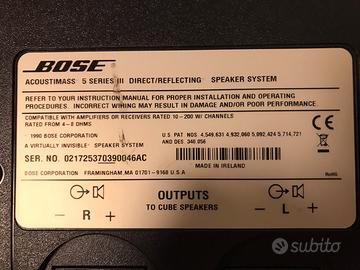 BOSE
ACOUSTIMASS® 5 SERIES III DIRECT/REFLECTING® SPEAKER SYSTEM
REFER TO YOUR INSTRUCTION MANUAL FOR PROPER INSTALLATION AND OPERATING
PROCEDURES. INCORRECT WIRING MAY RESULT IN DAMAGE AND/OR POOR PERFORMANCE.
COMPATIBLE WITH AMPLIFIERS OR RECEIVERS RATED 10 – 200 W/ CHANNELS
RATED FROM 4 – 8 OHMS
1990 BOSE CORPORATION
U.S. PAT NOS. 4,549,631 4,932,060 5,092,424 5,714,721
AND DES. 340,056
A VIRTUALLY INVISIBLE® SPEAKER SYSTEM
SER. NO. 021725370390046AC
MADE IN IRELAND
BOSE CORPORATION FRAMINGHAM, MA 01701 – 9168 U.S.A
RoHS
OUTPUTS
TO CUBE SPEAKERS
– R +
– L +
subito
CE